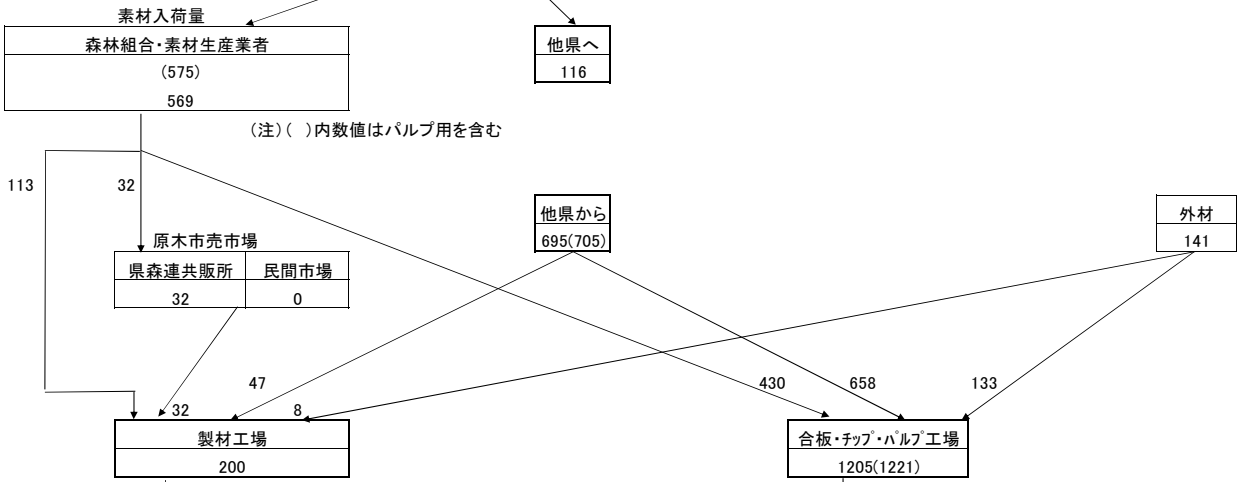 素材入荷量
森林組合・素材生産業者
(575)
569
他県へ
116
(注)( )内数値はパルプ用を含む
113
32
他県から
695(705)
外材
141
原木市売市場
県森連共販所 民間市場
32 0
47
430
658
133
32
8
製材工場
200
合板・ﾁｯﾌﾟ・ﾊﾟﾙﾌﾟ工場
1205(1221)